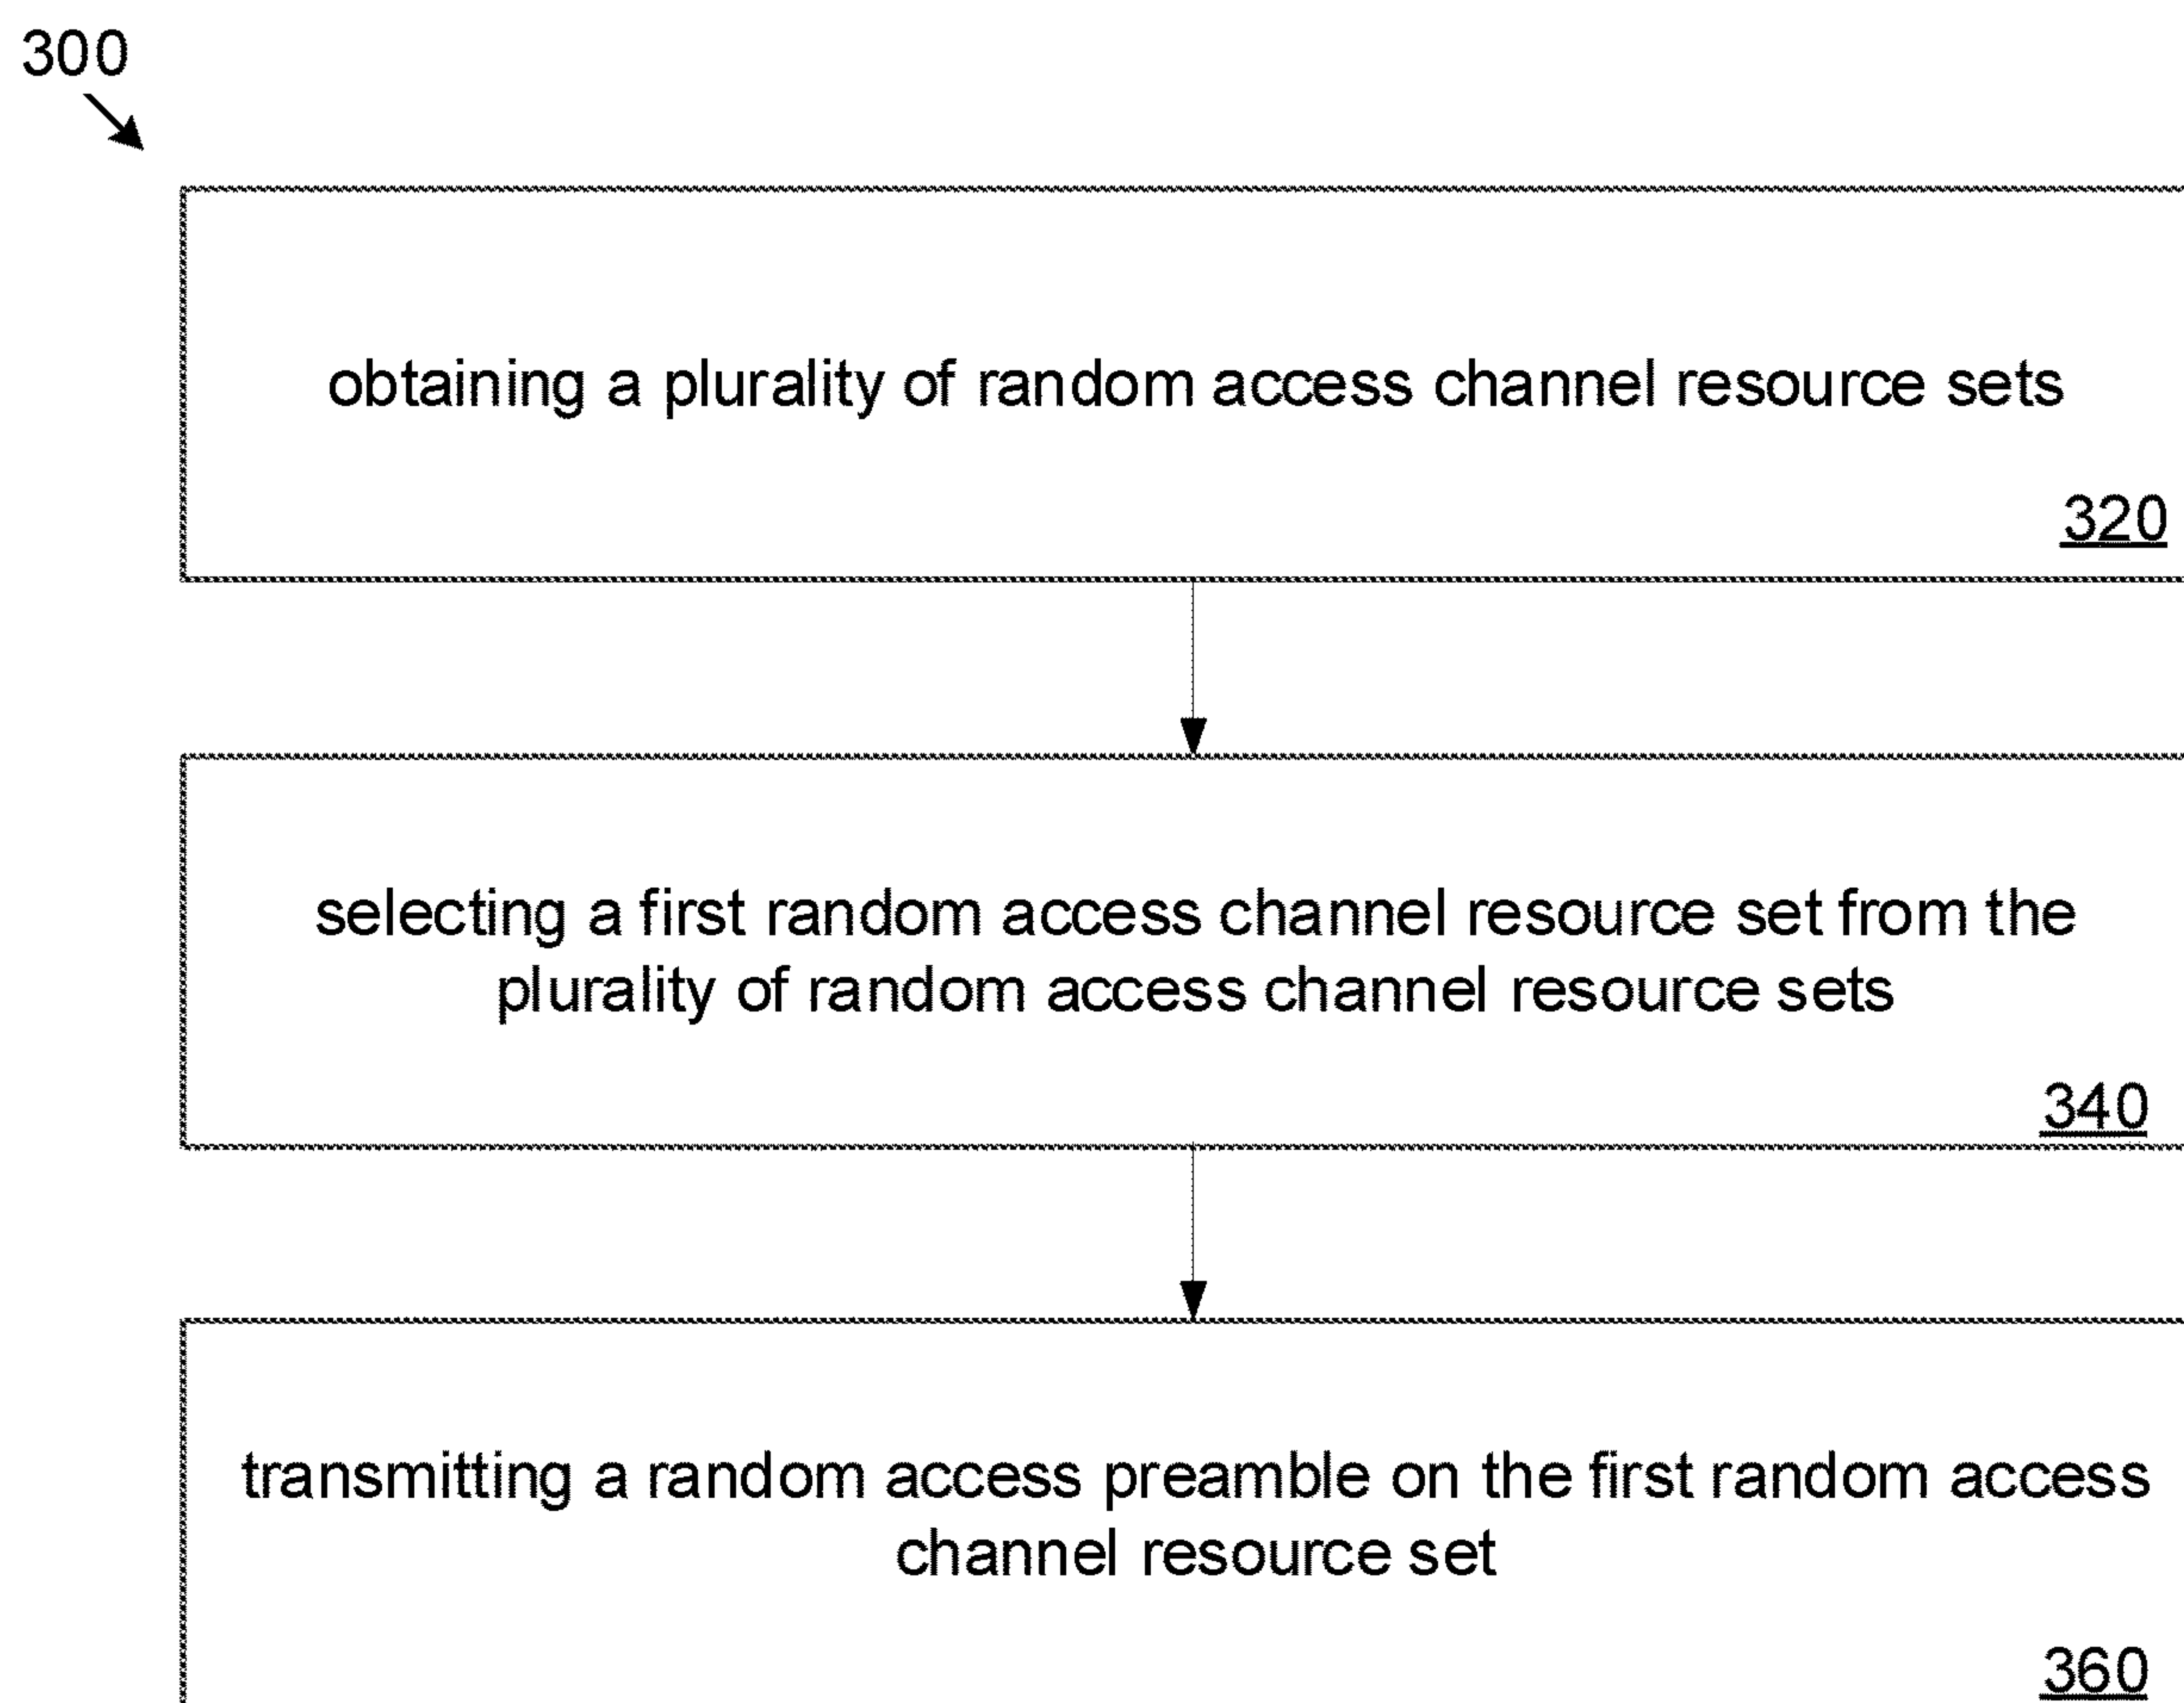 300
obtaining a plurality of random access channel resource sets
320
selecting a first random access channel resource set from the
plurality of random access channel resource sets
340
transmitting a random access preamble on the first random access
channel resource set
360